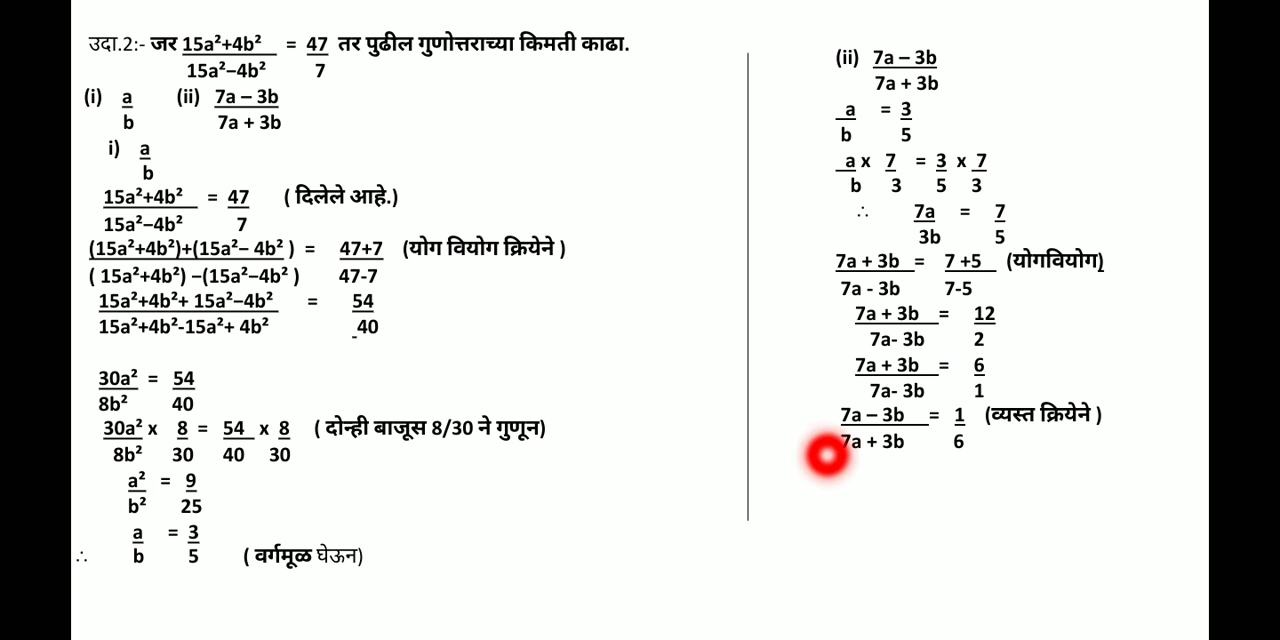 उदा.2:- जर 15a²+4b² = 47 तर पुढील गुणोत्तराच्या किमती काढा.
15a²–4b² 7
(i) a (ii) 7a – 3b
b 7a + 3b
i) a
b
15a²+4b² = 47 ( दिलेले आहे.)
15a²–4b² 7
(15a²+4b²)+(15a²– 4b² ) = 47+7 (योग वियोग क्रियेने )
( 15a²+4b²) –(15a²–4b² ) 47-7
15a²+4b²+ 15a²–4b² = 54
15a²+4b²-15a²+ 4b² 40
30a² = 54
8b² 40
30a² x 8 = 54 x 8 ( दोन्ही बाजूस 8/30 ने गुणून)
8b² 30 40 30
a² = 9
b² 25
a = 3
∴ b 5 ( वर्गमूळ घेऊन)
(ii) 7a – 3b
7a + 3b
a = 3
b 5
a x 7 = 3 x 7
b 3 5 3
∴ 7a = 7
3b 5
7a + 3b = 7 +5 (योगवियोग)
7a - 3b 7-5
7a + 3b = 12
7a- 3b 2
7a + 3b = 6
7a- 3b 1
7a – 3b = 1 (व्यस्त क्रियेने )
7a + 3b 6